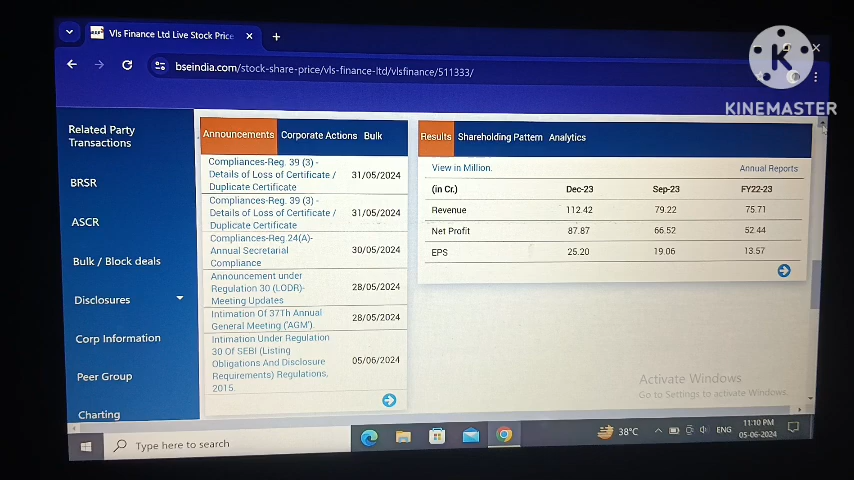 Vls Finance Ltd Live Stock Price
bseindia.com/stock-share-price/vls-finance-ltd/vlsfinance/511333/
K
KINEMASTER
Related Party
Transactions
BRSR
ASCR
Bulk / Block deals
Disclosures
Corp Information
Peer Group
Charting
Announcements Corporate Actions Bulk
Compliances-Reg. 39 (3) -
Details of Loss of Certificate / 31/05/2024
Duplicate Certificate
Compliances-Reg. 39 (3) -
Details of Loss of Certificate / 31/05/2024
Duplicate Certificate
Compliances-Reg.24(A)-
Annual Secretarial 30/05/2024
Compliance
Announcement under
Regulation 30 (LODR)- 28/05/2024
Meeting Updates
Intimation Of 37Th Annual 28/05/2024
General Meeting ('AGM').
Intimation Under Regulation
30 Of SEBI (Listing
Obligations And Disclosure 05/06/2024
Requirements) Regulations,
2015.
Results Shareholding Pattern Analytics
View in Million. Annual Reports
(in Cr.) Dec-23 Sep-23 FY22-23
Revenue 112.42 79.22 75.71
Net Profit 87.87 66.52 52.44
EPS 25.20 19.06 13.57
Activate Windows
Go to Settings to activate Windows.
Type here to search
38°C
ENG
11:10 PM
05-06-2024